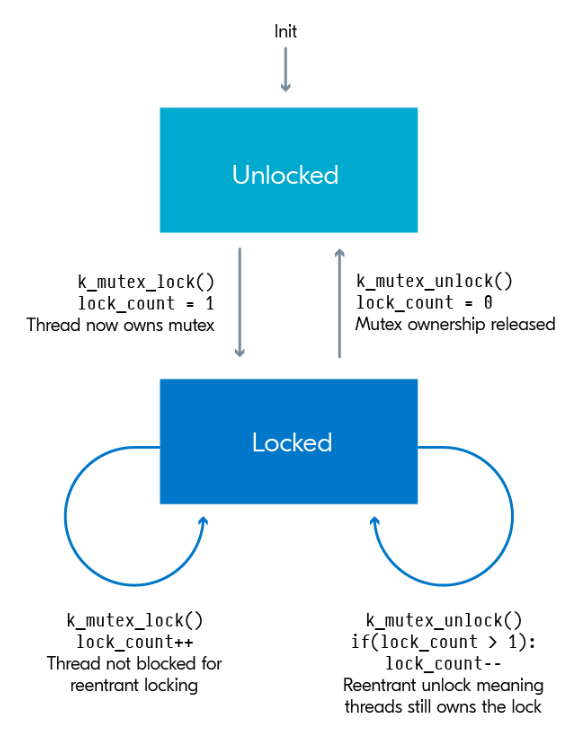 Init
Unlocked
k_mutex_lock()
lock_count = 1
Thread now owns mutex
k_mutex_unlock()
lock_count = 0
Mutex ownership released
Locked
k_mutex_lock()
lock_count++
Thread not blocked for
reentrant locking
k_mutex_unlock()
if(lock_count > 1):
lock_count--
Reentrant unlock meaning
threads still owns the lock